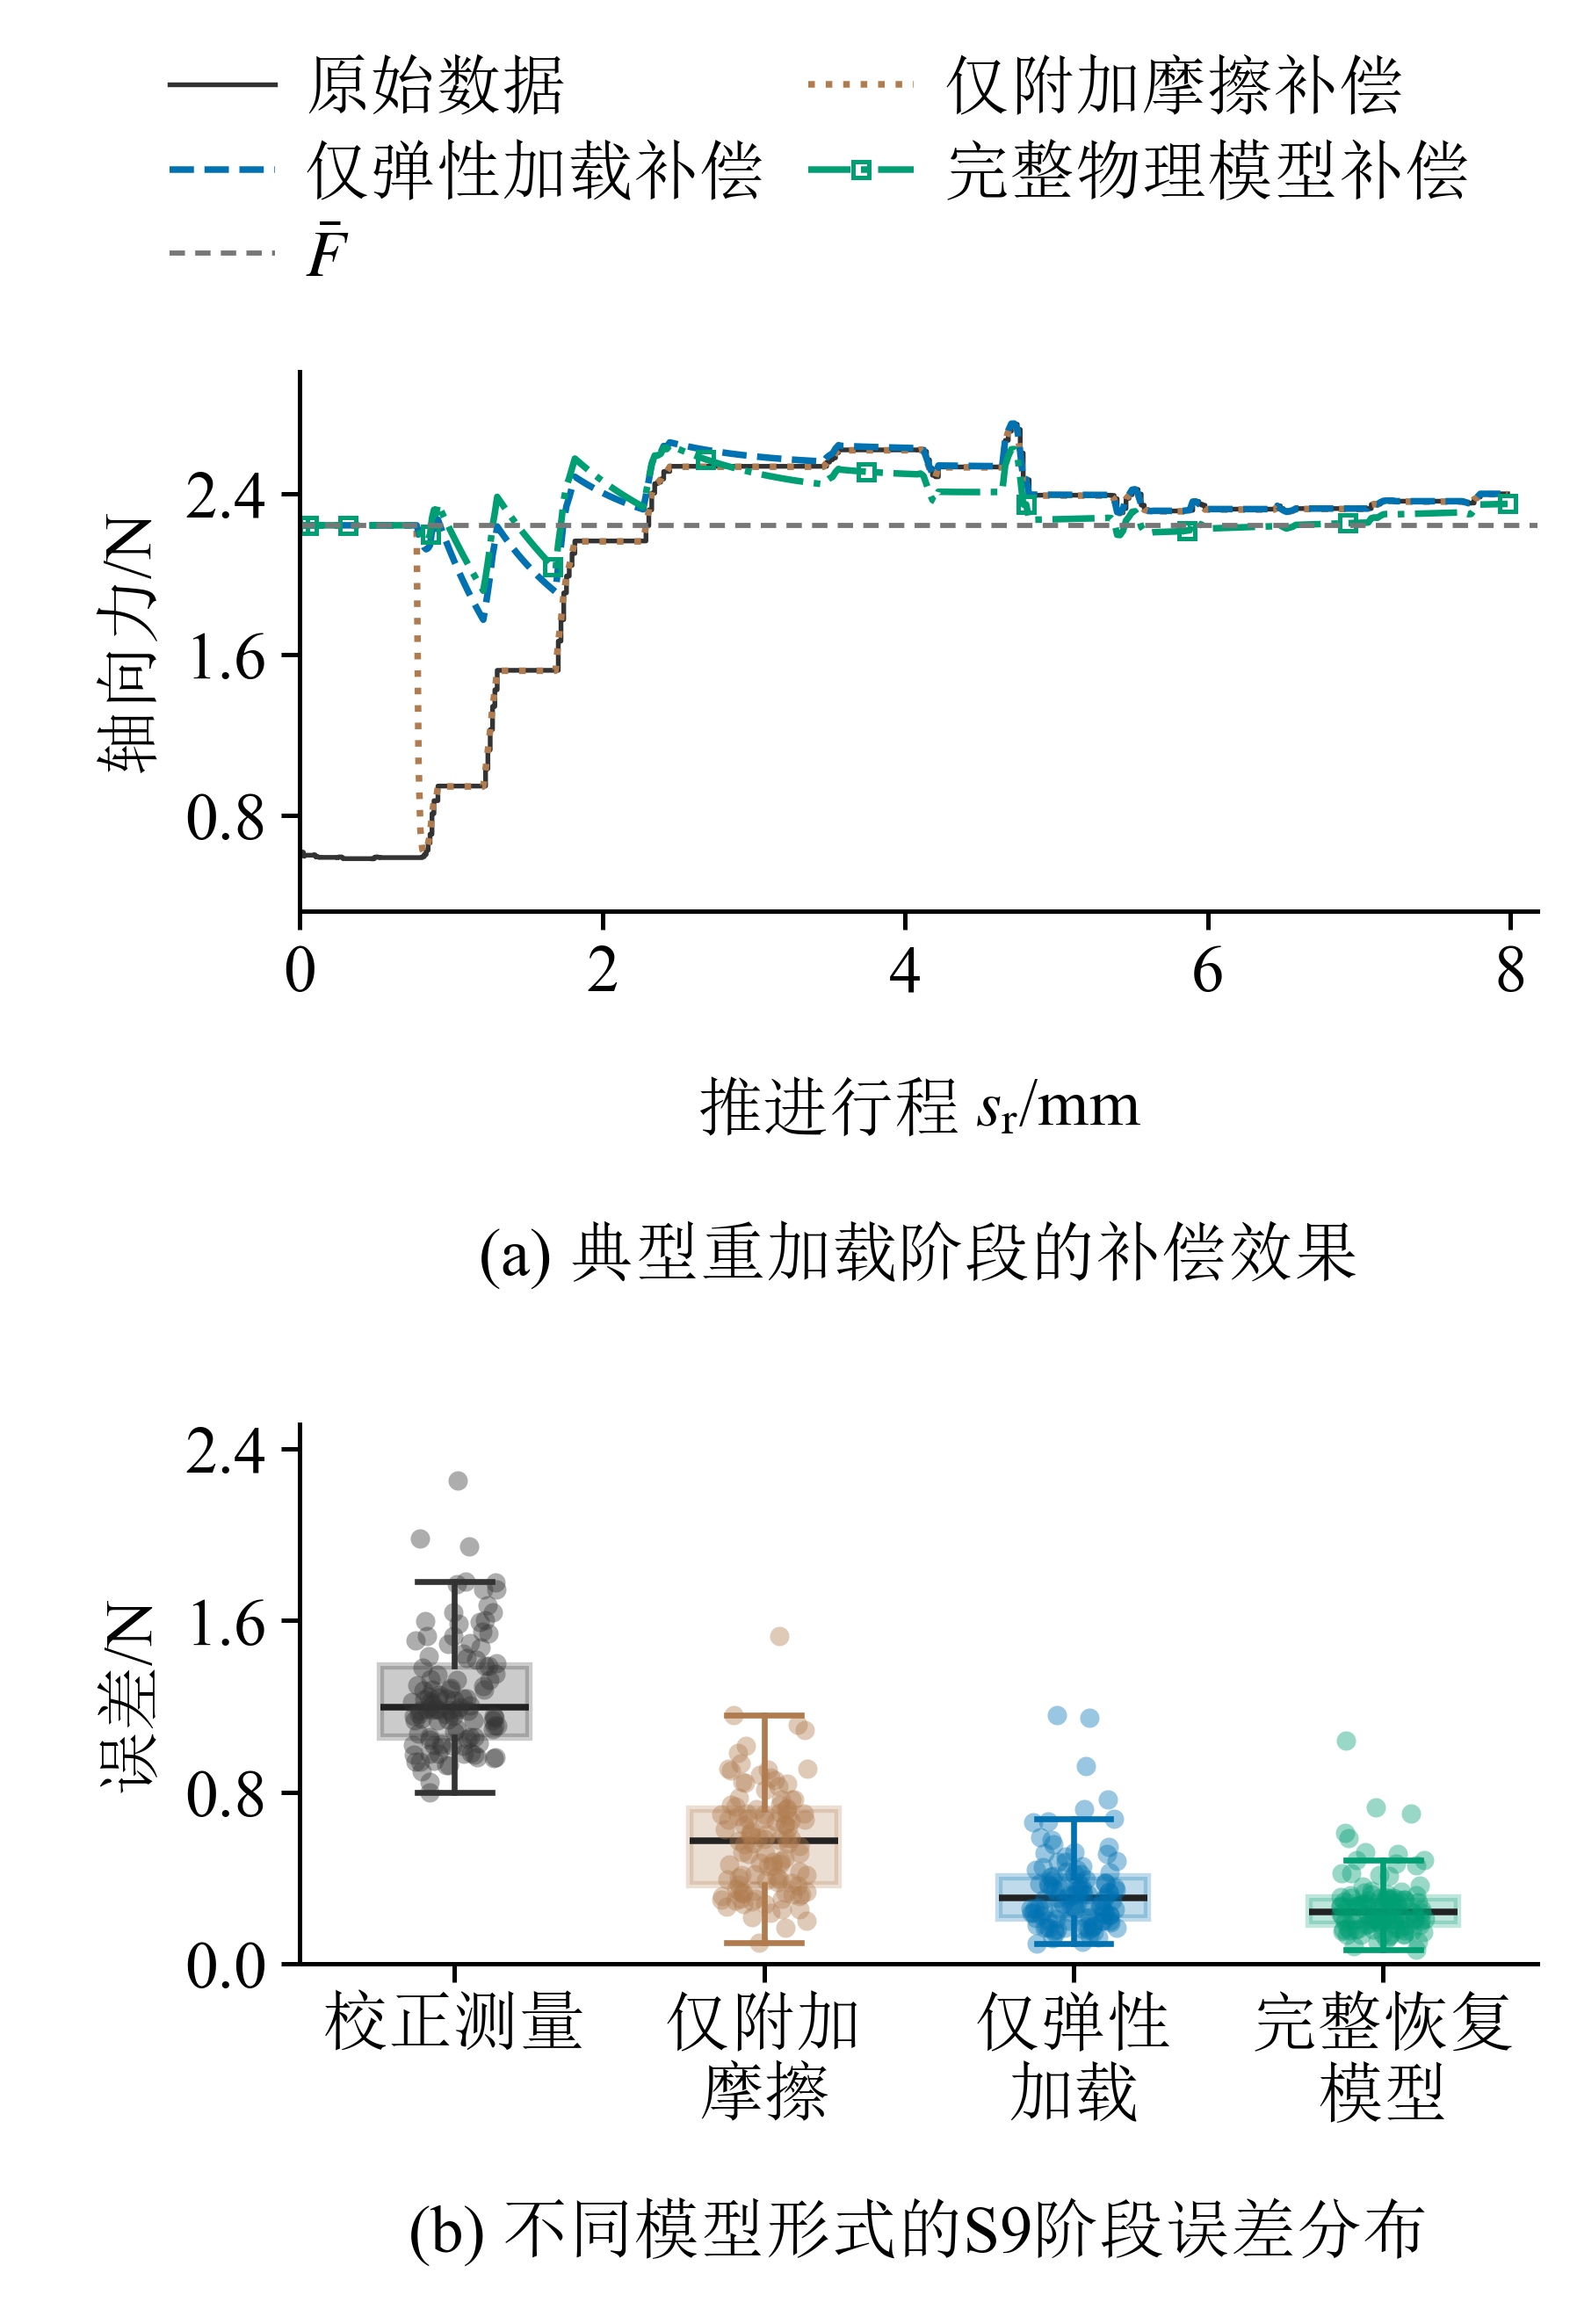 原始数据
仅附加摩擦补偿
仅弹性加载补偿
完整物理模型补偿
F̄
轴向力/N
2.4
1.6
0.8
0 2 4 6 8
推进行程 sᵣ/mm
(a) 典型重加载阶段的补偿效果
误差/N
2.4
1.6
0.8
0.0
校正测量 仅附加 仅弹性 完整恢复
摩擦 加载 模型
(b) 不同模型形式的S9阶段误差分布